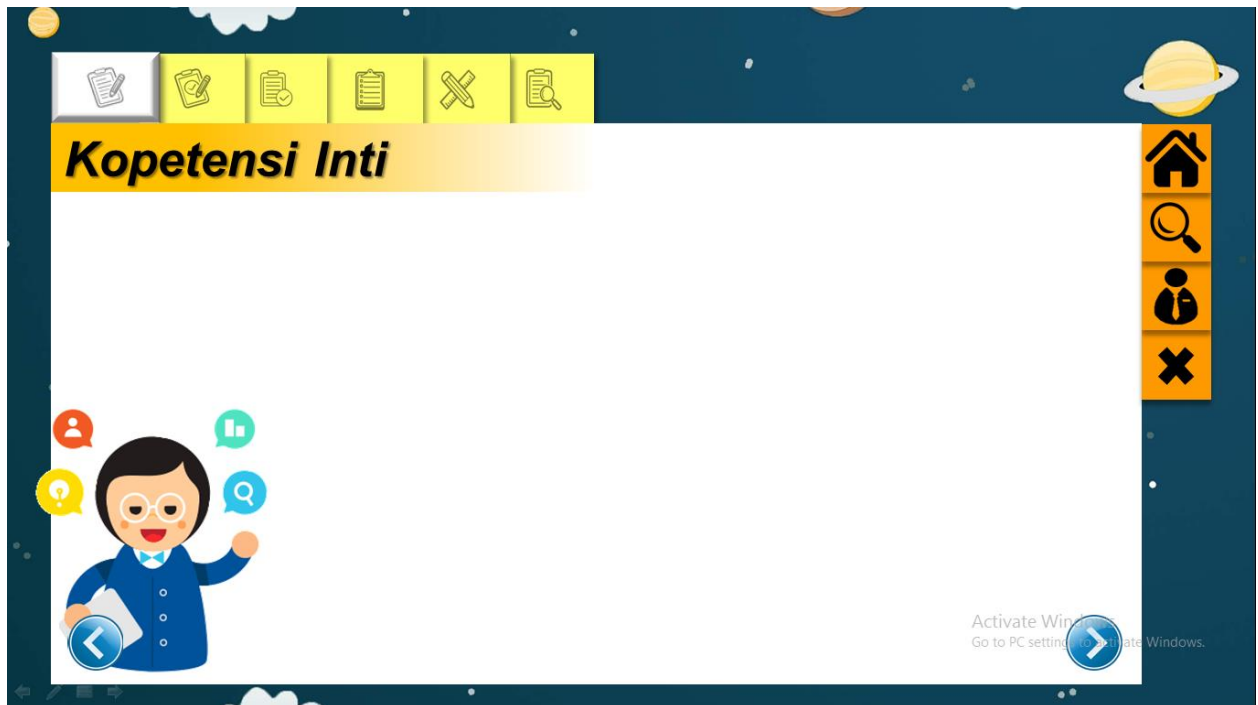 Kopetensi Inti
Activate Windows
Go to PC settings to activate Windows.